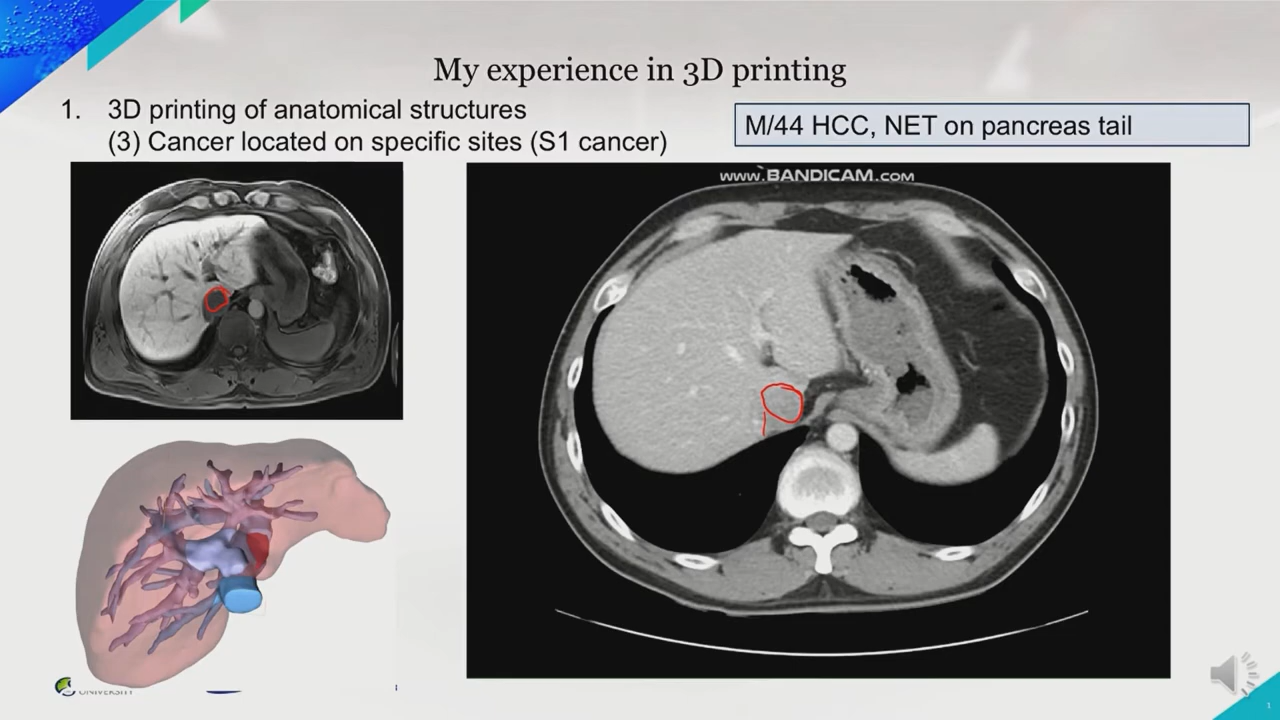 My experience in 3D printing
1. 3D printing of anatomical structures
(3) Cancer located on specific sites (S1 cancer)
M/44 HCC, NET on pancreas tail
www.BANDICAM.com
UNIVERSITY
1